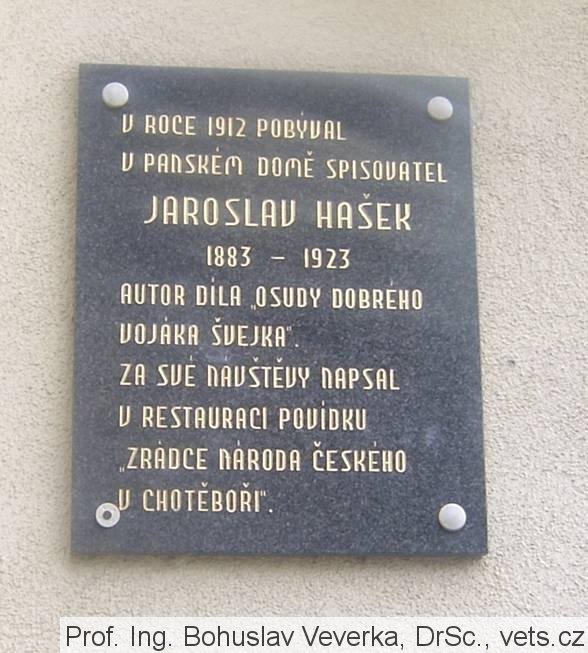 V ROCE 1912 POBÝVAL
V PANSKÉM DOMĚ SPISOVATEL
JAROSLAV HAŠEK
1883 – 1923
AUTOR DÍLA „OSUDY DOBRÉHO
VOJÁKA ŠVEJKA“.
ZA SVÉ NÁVŠTĚVY NAPSAL
V RESTAURACI POVÍDKU
„ZRÁDCE NÁRODA ČESKÉHO
V CHOTĚBOŘI“.
Prof. Ing. Bohuslav Veverka, DrSc., vets.cz